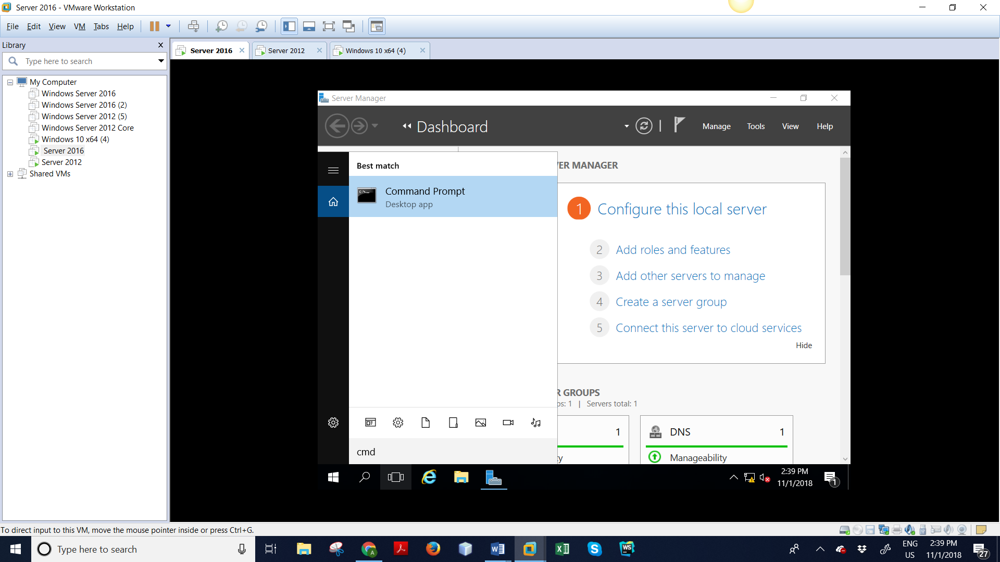 Server 2016 - VMware Workstation
File Edit View VM Tabs Help
Library
Type here to search
My Computer
Windows Server 2016
Windows Server 2016 (2)
Windows Server 2012 (5)
Windows Server 2012 Core
Windows 10 x64 (4)
Server 2016
Server 2012
Shared VMs
Server 2016
Server 2012
Windows 10 x64 (4)
Server Manager
Dashboard
Manage Tools View Help
Best match
Command Prompt
Desktop app
cmd
ER MANAGER
1 Configure this local server
2 Add roles and features
3 Add other servers to manage
4 Create a server group
5 Connect this server to cloud services
Hide
R GROUPS
ps: 1 | Servers total: 1
1
ty
DNS 1
Manageability
2:39 PM
11/1/2018
1
To direct input to this VM, move the mouse pointer inside or press Ctrl+G.
Type here to search
A
WS
ENG
US
2:39 PM
11/1/2018
27